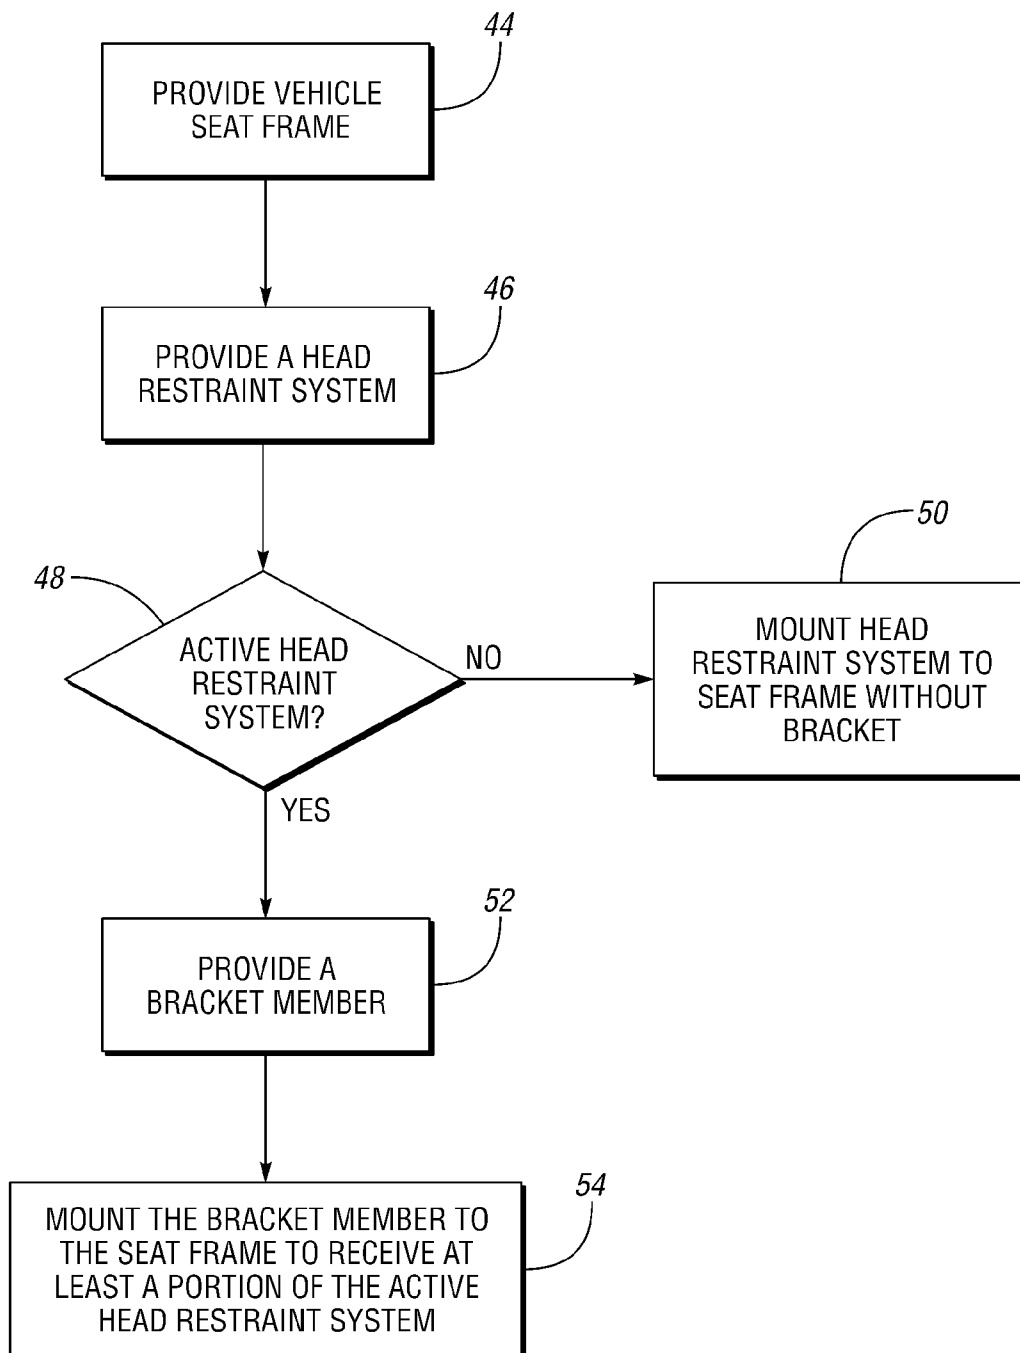 44
PROVIDE VEHICLE
SEAT FRAME
46
PROVIDE A HEAD
RESTRAINT SYSTEM
48
ACTIVE HEAD
RESTRAINT
SYSTEM?
NO
50
MOUNT HEAD
RESTRAINT SYSTEM TO
SEAT FRAME WITHOUT
BRACKET
YES
52
PROVIDE A
BRACKET MEMBER
54
MOUNT THE BRACKET MEMBER TO
THE SEAT FRAME TO RECEIVE AT
LEAST A PORTION OF THE ACTIVE
HEAD RESTRAINT SYSTEM